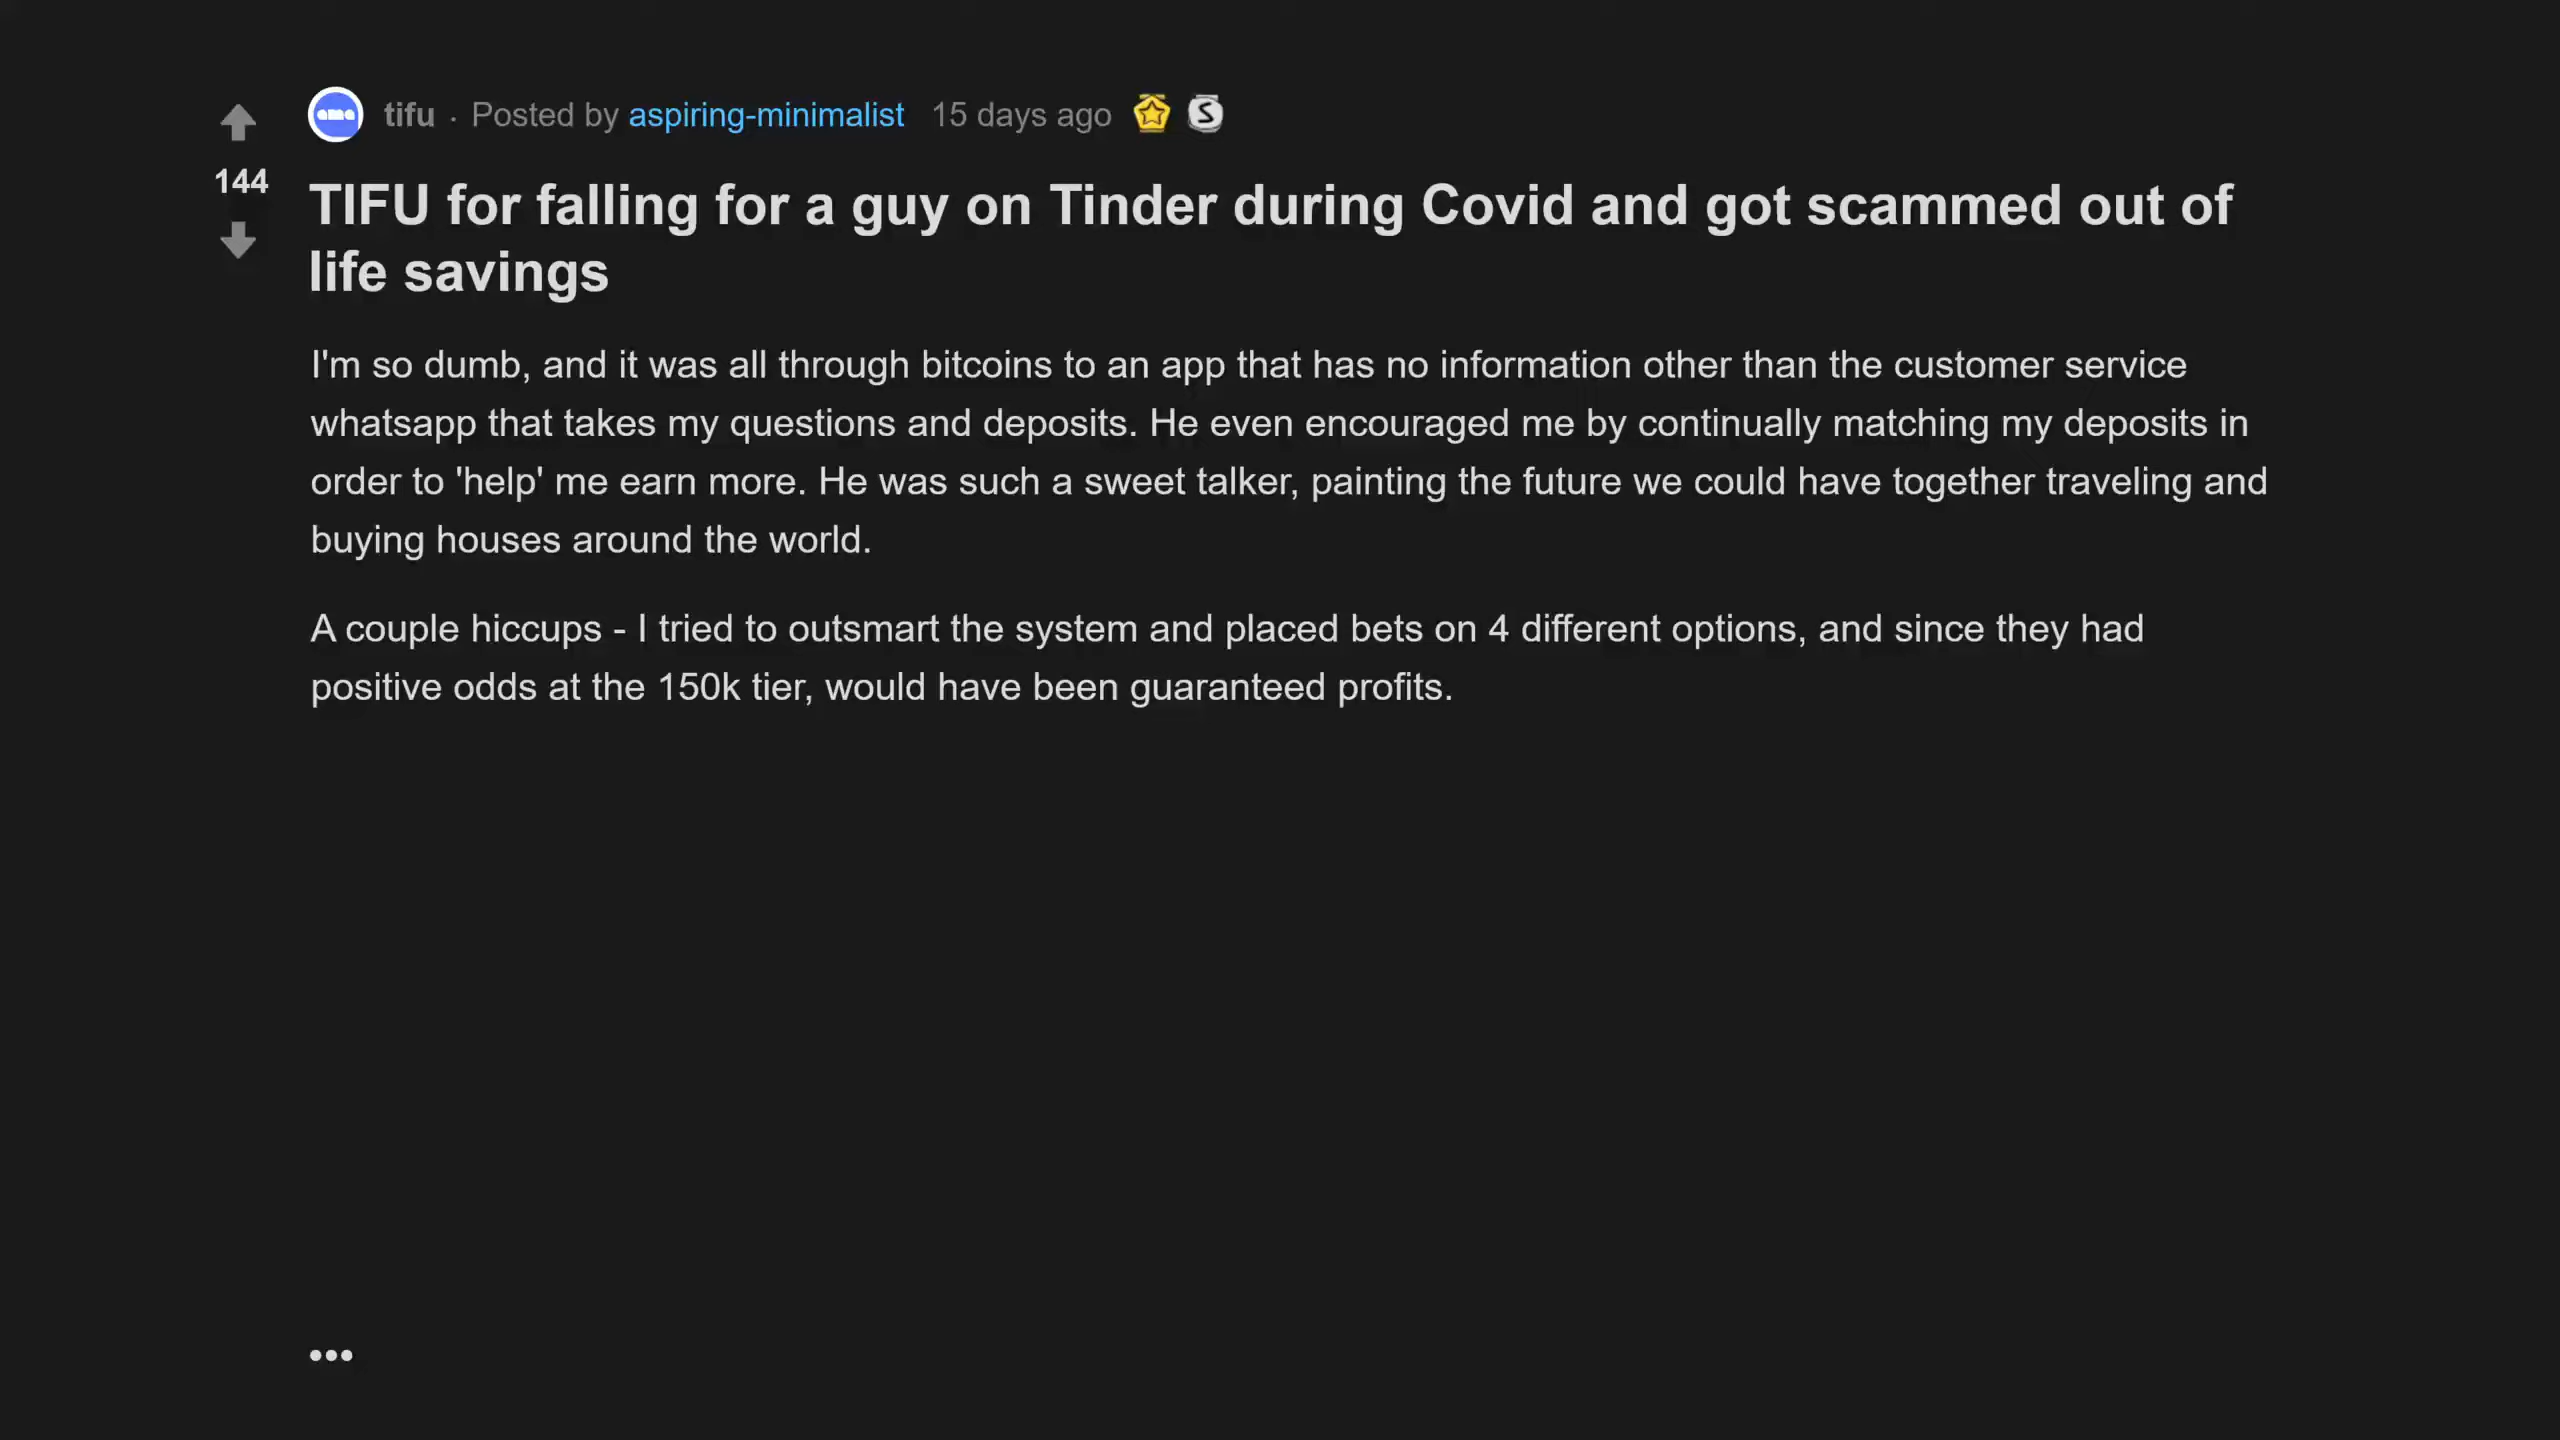 tifu · Posted by aspiring-minimalist 15 days ago
144
TIFU for falling for a guy on Tinder during Covid and got scammed out of
life savings
I'm so dumb, and it was all through bitcoins to an app that has no information other than the customer service
whatsapp that takes my questions and deposits. He even encouraged me by continually matching my deposits in
order to 'help' me earn more. He was such a sweet talker, painting the future we could have together traveling and
buying houses around the world.
A couple hiccups - I tried to outsmart the system and placed bets on 4 different options, and since they had
positive odds at the 150k tier, would have been guaranteed profits.
•••